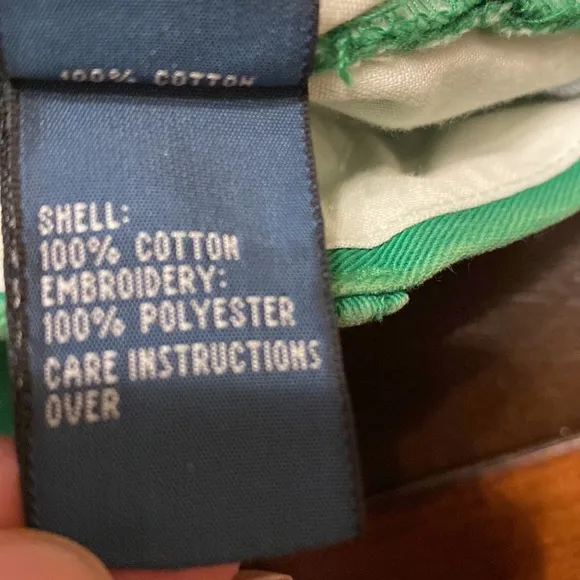 100% COTTON
SHELL:
100% COTTON
EMBROIDERY:
100% POLYESTER
CARE INSTRUCTIONS
OVER